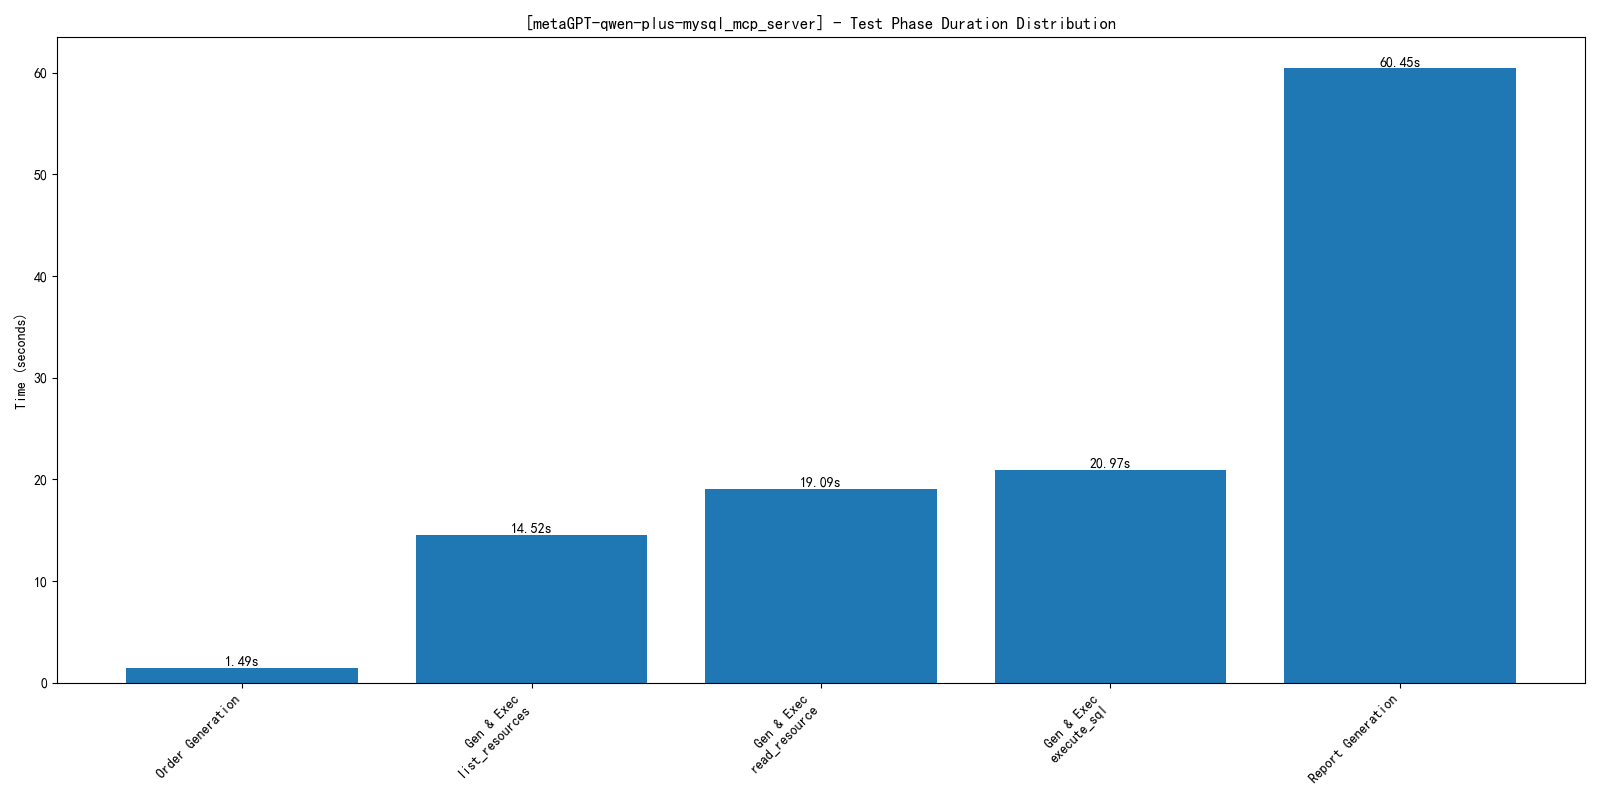 [metaGPT-qwen-plus-mysql_mcp_server] - Test Phase Duration Distribution
Time (seconds)
60
50
40
30
20
10
0
1.49s
14.52s
19.09s
20.97s
60.45s
Order Generation
Gen & Exec
list_resources
Gen & Exec
read_resource
Gen & Exec
execute_sql
Report Generation